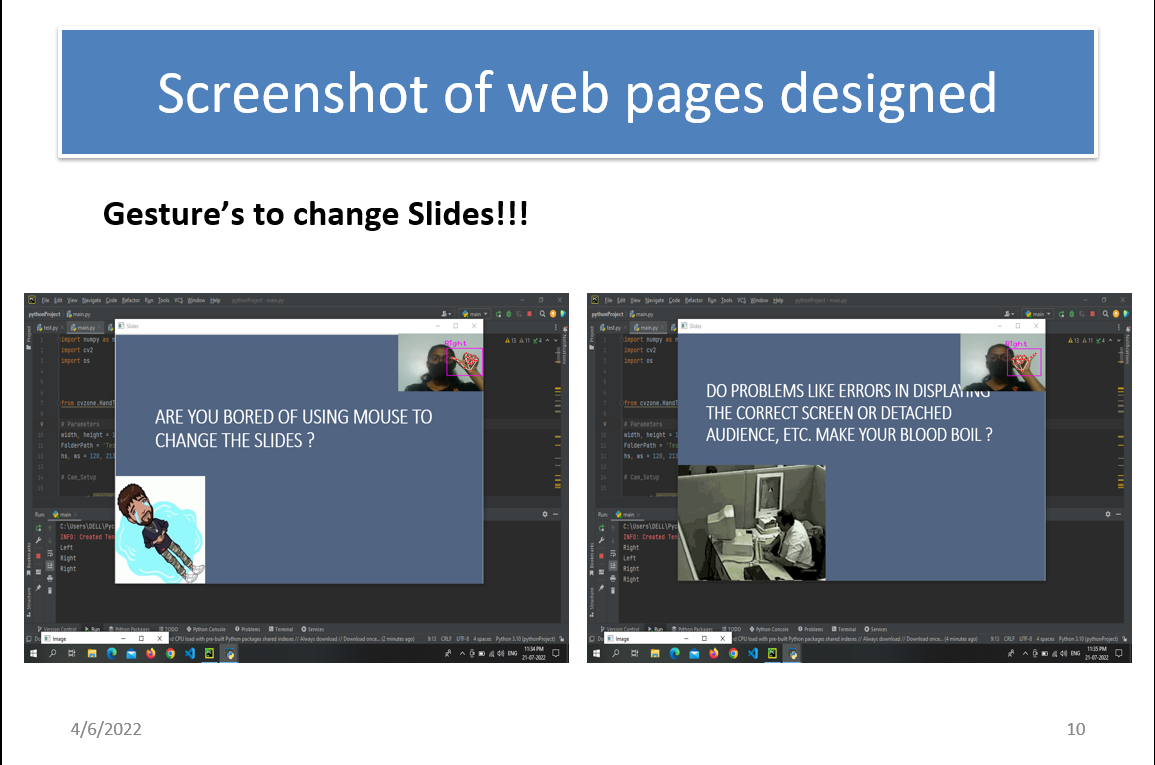 Screenshot of web pages designed
Gesture's to change Slides!!!
File Edit View Navigate Code Refactor Run Tools VCS Window Help pythonProject - main.py
pythonProject main.py
main
test.py main.py
Slides
import numpy as n
import cv2
import os
from cvzone.HandT
# Parameters
width, height = 1
hs, ws = 120, 213
# Cam_Setup
Right
ARE YOU BORED OF USING MOUSE TO
CHANGE THE SLIDES ?
Run: main
C:\Users\DELL\Pyc
INFO: Created Ten
Left
Right
Right
Version Control Run Python Packages TODO Python Console Problems Terminal Services
Image
d CPU load with pre-built Python packages shared indexes // Always download // Download once... (2 minutes ago)
9:13 CRLF UTF-8 4 spaces Python 3.10 (pythonProject)
ENG
11:34 PM
21-07-2022
File Edit View Navigate Code Refactor Run Tools VCS Window Help pythonProject - main.py
pythonProject main.py
main
test.py main.py
Slides
import numpy as n
import cv2
import os
from cvzone.HandT
# Parameters
width, height = 1
hs, ws = 120, 213
# Cam_Setup
Right
DO PROBLEMS LIKE ERRORS IN DISPLAYING
THE CORRECT SCREEN OR DETACHED
AUDIENCE, ETC. MAKE YOUR BLOOD BOIL ?
Run: main
C:\Users\DELL\Pyc
INFO: Created Ten
Right
Left
Right
Right
Version Control Run Python Packages TODO Python Console Problems Terminal Services
Image
d CPU load with pre-built Python packages shared indexes // Always download // Download once... (4 minutes ago)
9:13 CRLF UTF-8 4 spaces Python 3.10 (pythonProject)
ENG
11:35 PM
21-07-2022
4/6/2022
10